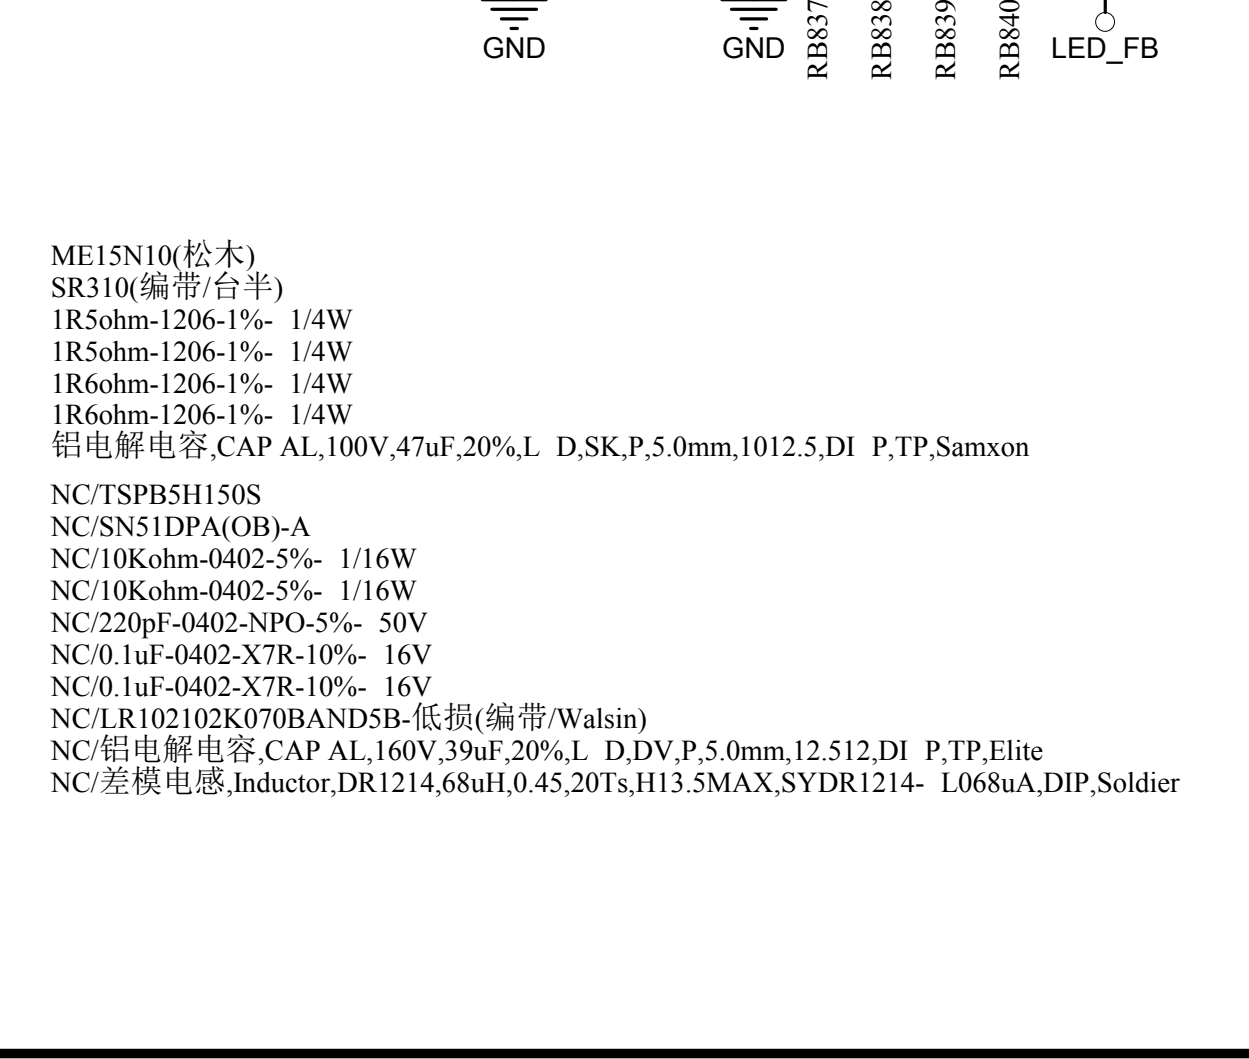 GND
GND
RB837
RB838
RB839
RB840
LED_FB
ME15N10(松木)
SR310(编带/台半)
1R5ohm-1206-1%- 1/4W
1R5ohm-1206-1%- 1/4W
1R6ohm-1206-1%- 1/4W
1R6ohm-1206-1%- 1/4W
铝电解电容,CAP AL,100V,47uF,20%,L D,SK,P,5.0mm,1012.5,DI P,TP,Samxon
NC/TSPB5H150S
NC/SN51DPA(OB)-A
NC/10Kohm-0402-5%- 1/16W
NC/10Kohm-0402-5%- 1/16W
NC/220pF-0402-NPO-5%- 50V
NC/0.1uF-0402-X7R-10%- 16V
NC/0.1uF-0402-X7R-10%- 16V
NC/LR102102K070BAND5B-低损(编带/Walsin)
NC/铝电解电容,CAP AL,160V,39uF,20%,L D,DV,P,5.0mm,12.512,DI P,TP,Elite
NC/差模电感,Inductor,DR1214,68uH,0.45,20Ts,H13.5MAX,SYDR1214- L068uA,DIP,Soldier